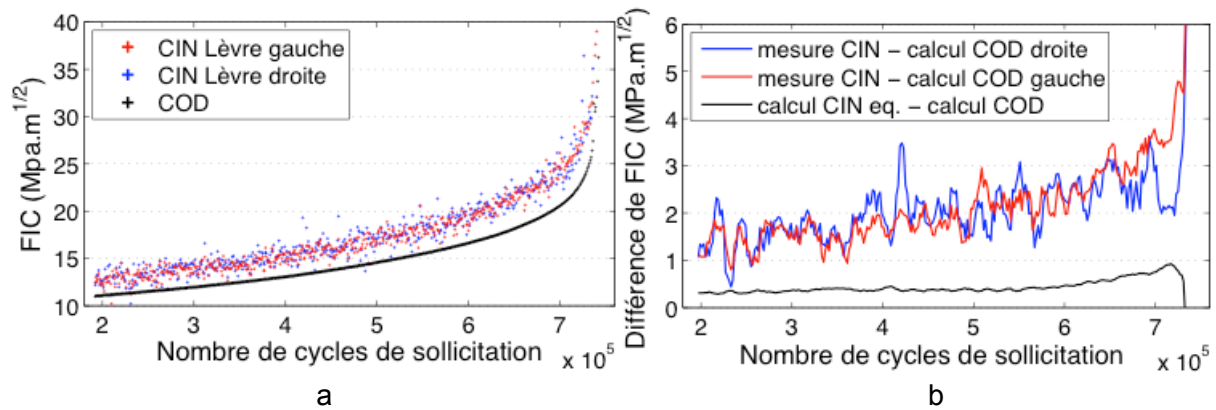 40
35
30
25
20
15
10
FIC (Mpa.m^1/2)
CIN Lèvre gauche
CIN Lèvre droite
COD
2 3 4 5 6 7
Nombre de cycles de sollicitation
x 10^5
a
6
5
4
3
2
1
0
Différence de FIC (MPa.m^1/2)
mesure CIN − calcul COD droite
mesure CIN − calcul COD gauche
calcul CIN eq. − calcul COD
2 3 4 5 6 7
Nombre de cycles de sollicitation
x 10^5
b